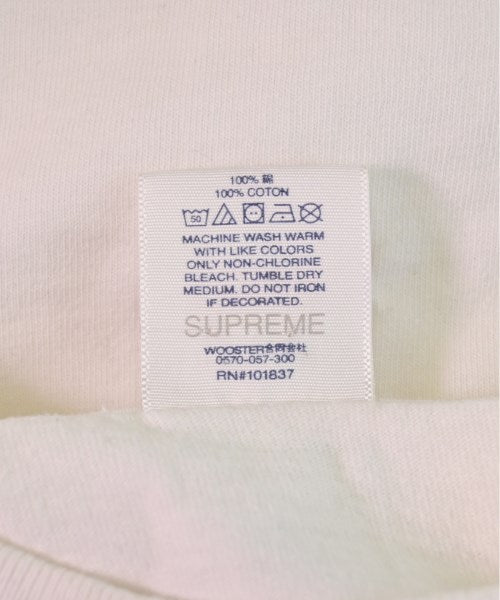 100% 綿
100% COTON
50
MACHINE WASH WARM
WITH LIKE COLORS
ONLY NON-CHLORINE
BLEACH. TUMBLE DRY
MEDIUM. DO NOT IRON
IF DECORATED.
SUPREME
WOOSTER合同会社
0570-057-300
RN#101837